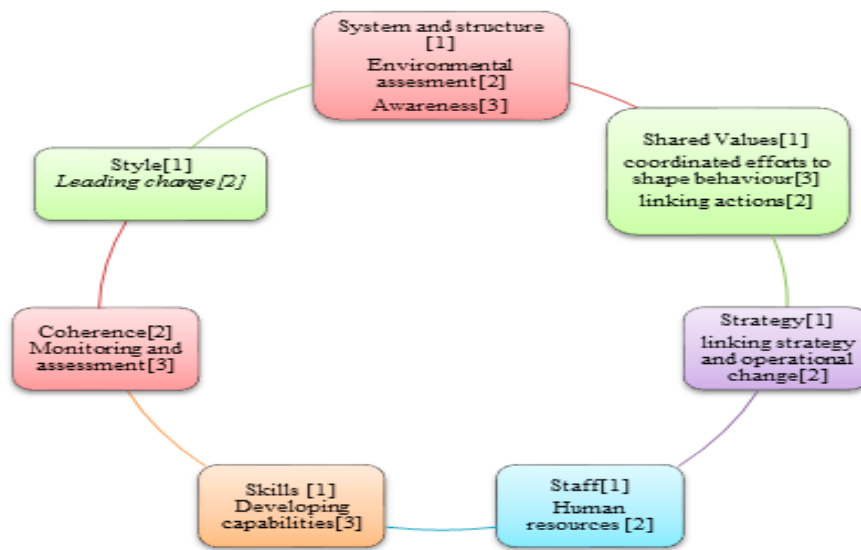 System and structure
[1]
Environmental
assesment[2]
Awareness[3]
Shared Values[1]
coordinated efforts to
shape behaviour[3]
linking actions[2]
Strategy[1]
linking strategy
and operational
change[2]
Staff[1]
Human
resources [2]
Skills [1]
Developing
capabilities[3]
Coherence[2]
Monitoring and
assessment[3]
Style[1]
Leading change[2]